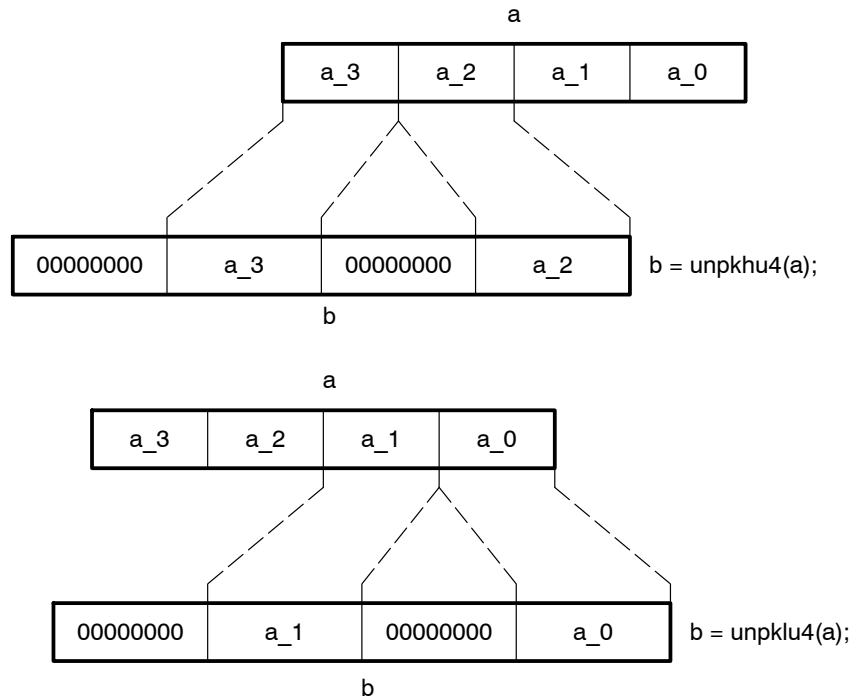 a
a_3 a_2 a_1 a_0
00000000 a_3 00000000 a_2 b = unpkhu4(a);
b
a
a_3 a_2 a_1 a_0
00000000 a_1 00000000 a_0 b = unpklu4(a);
b